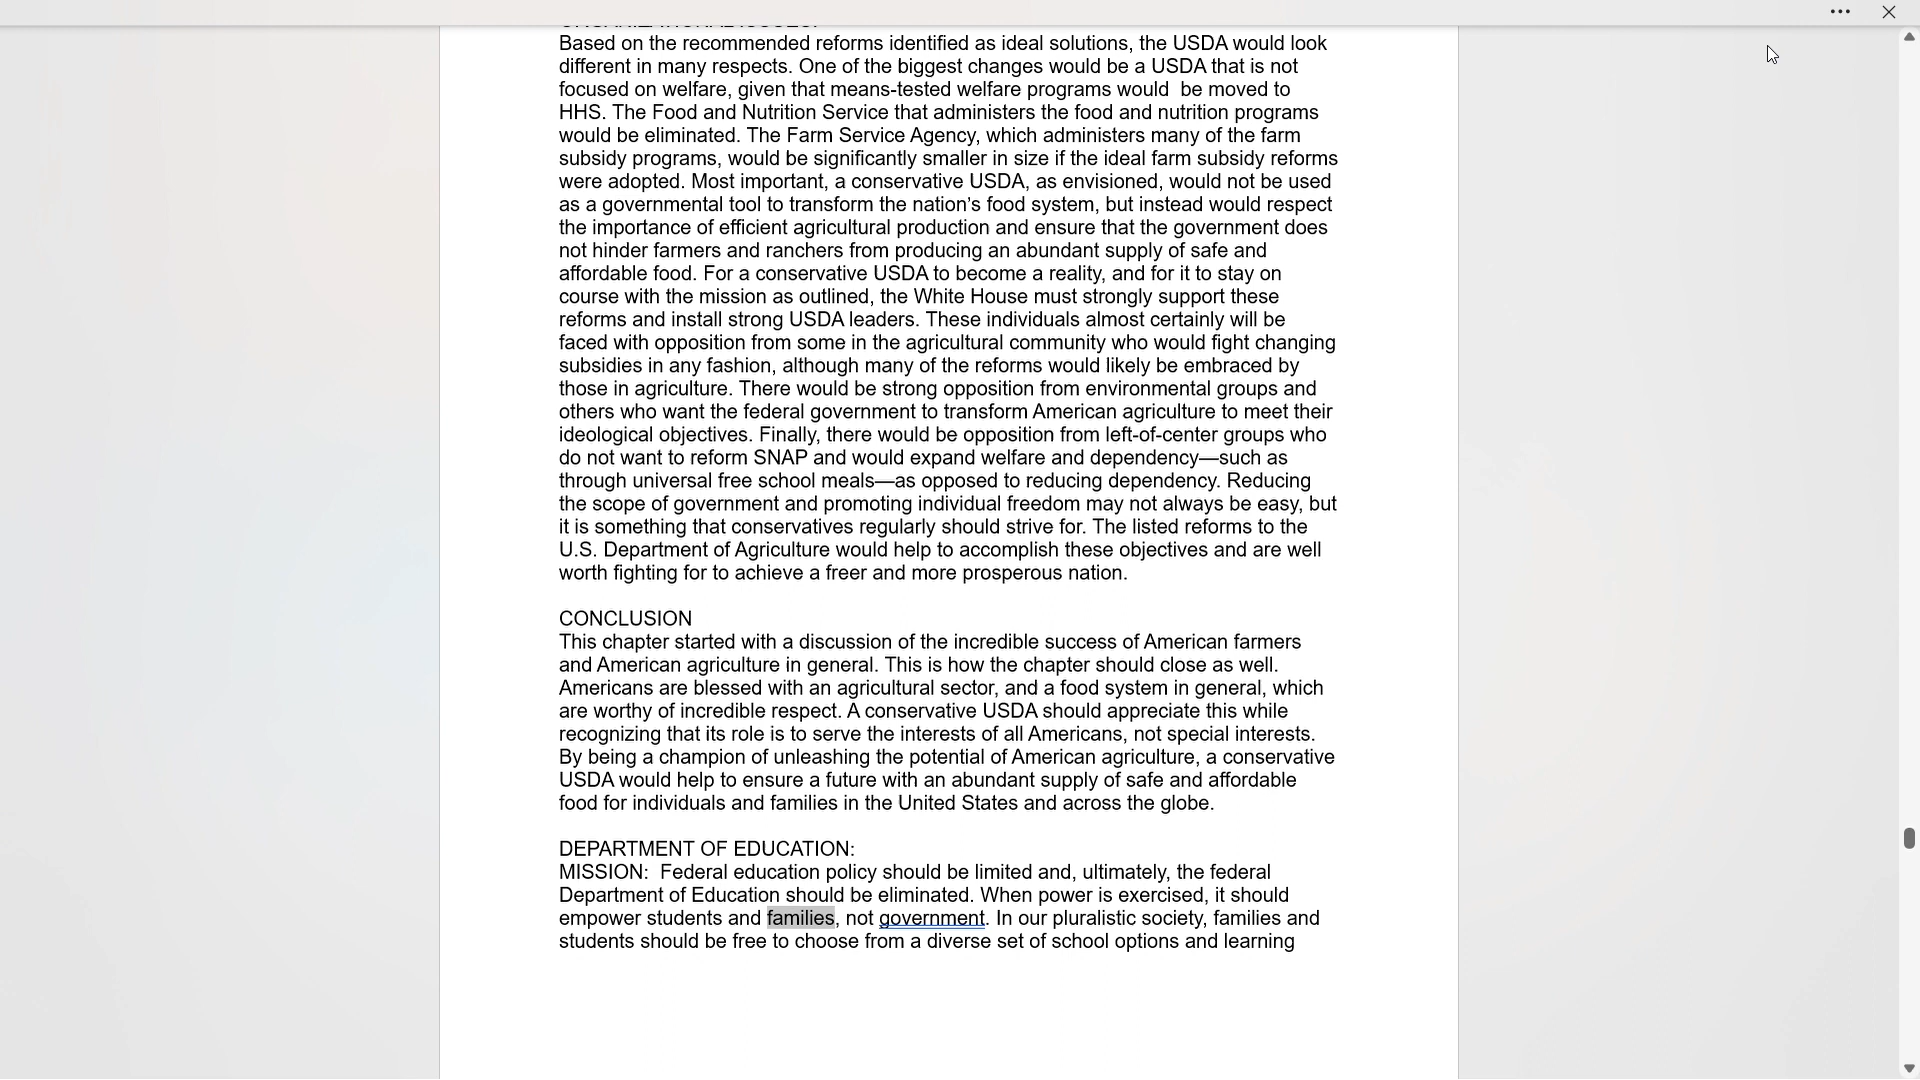 ORGANIZATIONAL ISSUES:
Based on the recommended reforms identified as ideal solutions, the USDA would look
different in many respects. One of the biggest changes would be a USDA that is not
focused on welfare, given that means-tested welfare programs would  be moved to
HHS. The Food and Nutrition Service that administers the food and nutrition programs
would be eliminated. The Farm Service Agency, which administers many of the farm
subsidy programs, would be significantly smaller in size if the ideal farm subsidy reforms
were adopted. Most important, a conservative USDA, as envisioned, would not be used
as a governmental tool to transform the nation’s food system, but instead would respect
the importance of efficient agricultural production and ensure that the government does
not hinder farmers and ranchers from producing an abundant supply of safe and
affordable food. For a conservative USDA to become a reality, and for it to stay on
course with the mission as outlined, the White House must strongly support these
reforms and install strong USDA leaders. These individuals almost certainly will be
faced with opposition from some in the agricultural community who would fight changing
subsidies in any fashion, although many of the reforms would likely be embraced by
those in agriculture. There would be strong opposition from environmental groups and
others who want the federal government to transform American agriculture to meet their
ideological objectives. Finally, there would be opposition from left-of-center groups who
do not want to reform SNAP and would expand welfare and dependency—such as
through universal free school meals—as opposed to reducing dependency. Reducing
the scope of government and promoting individual freedom may not always be easy, but
it is something that conservatives regularly should strive for. The listed reforms to the
U.S. Department of Agriculture would help to accomplish these objectives and are well
worth fighting for to achieve a freer and more prosperous nation.
CONCLUSION
This chapter started with a discussion of the incredible success of American farmers
and American agriculture in general. This is how the chapter should close as well.
Americans are blessed with an agricultural sector, and a food system in general, which
are worthy of incredible respect. A conservative USDA should appreciate this while
recognizing that its role is to serve the interests of all Americans, not special interests.
By being a champion of unleashing the potential of American agriculture, a conservative
USDA would help to ensure a future with an abundant supply of safe and affordable
food for individuals and families in the United States and across the globe.
DEPARTMENT OF EDUCATION:
MISSION:  Federal education policy should be limited and, ultimately, the federal
Department of Education should be eliminated. When power is exercised, it should
empower students and families, not government. In our pluralistic society, families and
students should be free to choose from a diverse set of school options and learning